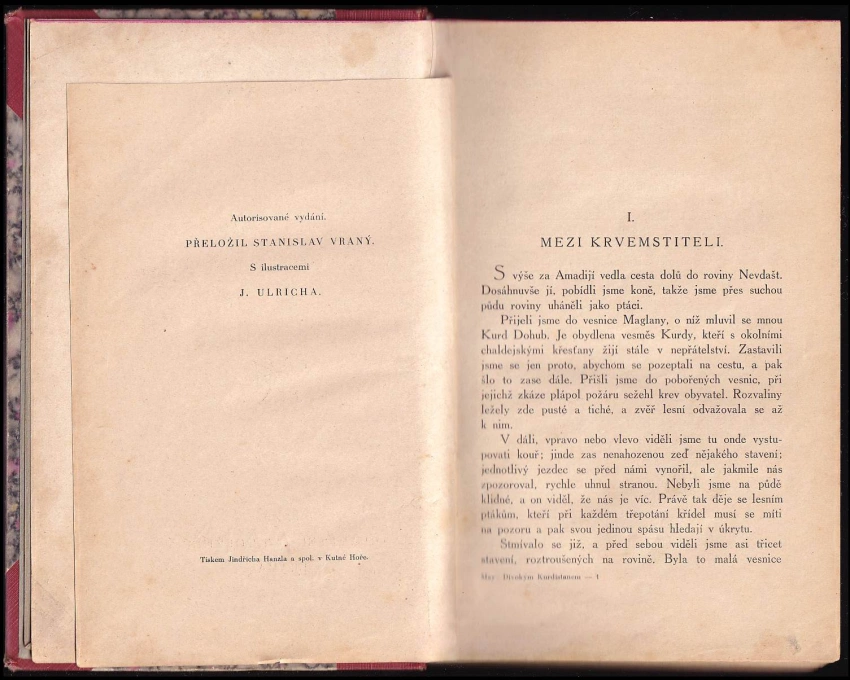 Autorisované vydání.
PŘELOŽIL STANISLAV VRANÝ.
S ilustracemi
J. ULRICHA.
Tiskem Jindřicha Hanzla a spol. v Kutné Hoře.
I.
MEZI KRVEMSTITELI.
S výše za Amadijí vedla cesta dolů do roviny Nevdašt.
Dosáhnuvše jí, pobídli jsme koně, takže jsme přes suchou
půdu roviny uháněli jako ptáci.
Přijeli jsme do vesnice Maglany, o níž mluvil se mnou
Kurd Dohub. Je obydlena vesměs Kurdy, kteří s okolními
chaldejskými křesťany žijí stále v nepřátelství. Zastavili
jsme se jen proto, abychom se pozeptali na cestu, a pak
šlo to zase dále. Přišli jsme do pobořených vesnic, při
jejichž zkáze plápol požáru sežehl krev obyvatel. Rozvaliny
ležely zde pusté a tiché, a zvěř lesní odvažovala se až
k nim.
V dáli, vpravo nebo vlevo viděli jsme tu onde vystu-
povati kouř; jinde zas nenahozenou zeď nějakého stavení;
jednotlivý jezdec se před námi vynořil, ale jakmile nás
zpozoroval, rychle uhnul stranou. Nebyli jsme na půdě
klidné, a on viděl, že nás je víc. Právě tak děje se lesním
ptákům, kteří při každém třepotání křídel musí se míti
na pozoru a pak svou jedinou spásu hledají v úkrytu.
Stmívalo se již, a před sebou viděli jsme asi třicet
stavení, roztroušených na rovině. Byla to malá vesnice
May: Divokým Kurdistanem — 1